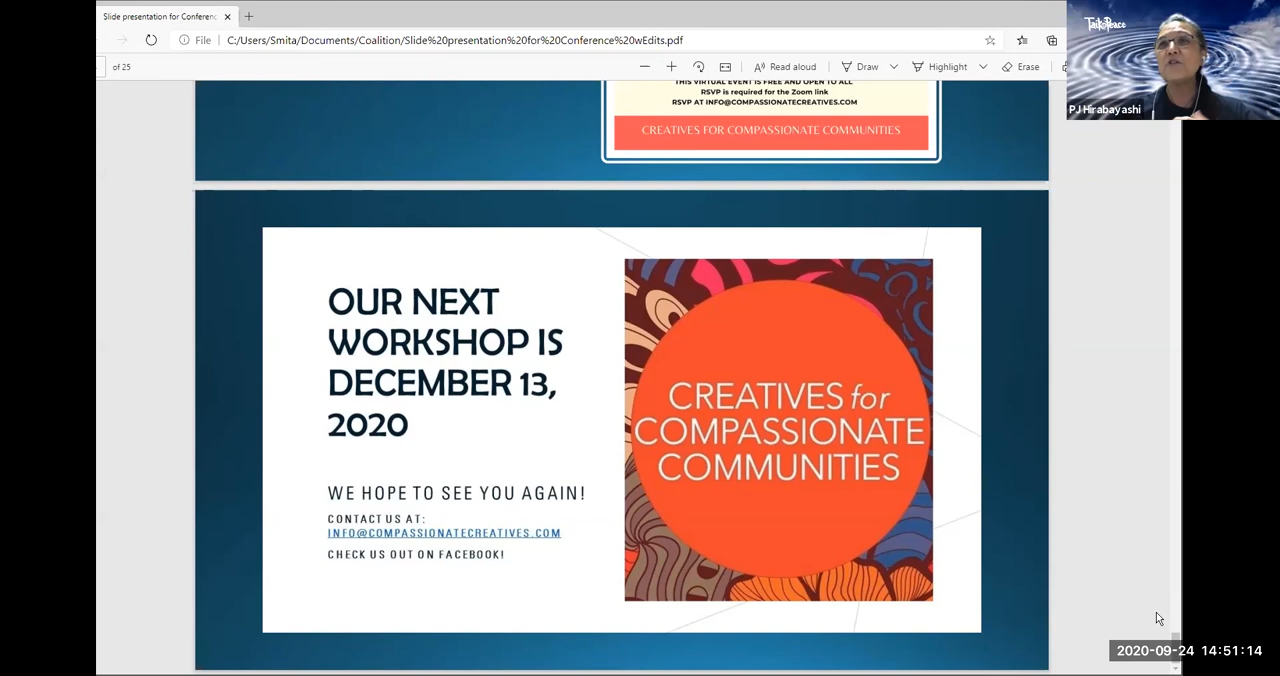 Slide presentation for Conferenc
File
C:/Users/Smita/Documents/Coalition/Slide%20presentation%20for%20Conference%20wEdits.pdf
of 25
Read aloud
Draw
Highlight
Erase
TaikoPeace
PJ Hirabayashi
THIS VIRTUAL EVENT IS FREE AND OPEN TO ALL
RSVP is required for the Zoom link
RSVP AT INFO@COMPASSIONATECREATIVES.COM
CREATIVES FOR COMPASSIONATE COMMUNITIES
OUR NEXT
WORKSHOP IS
DECEMBER 13,
2020
WE HOPE TO SEE YOU AGAIN!
CONTACT US AT:
INFO@COMPASSIONATECREATIVES.COM
CHECK US OUT ON FACEBOOK!
CREATIVES for
COMPASSIONATE
COMMUNITIES
2020-09-24 14:51:14